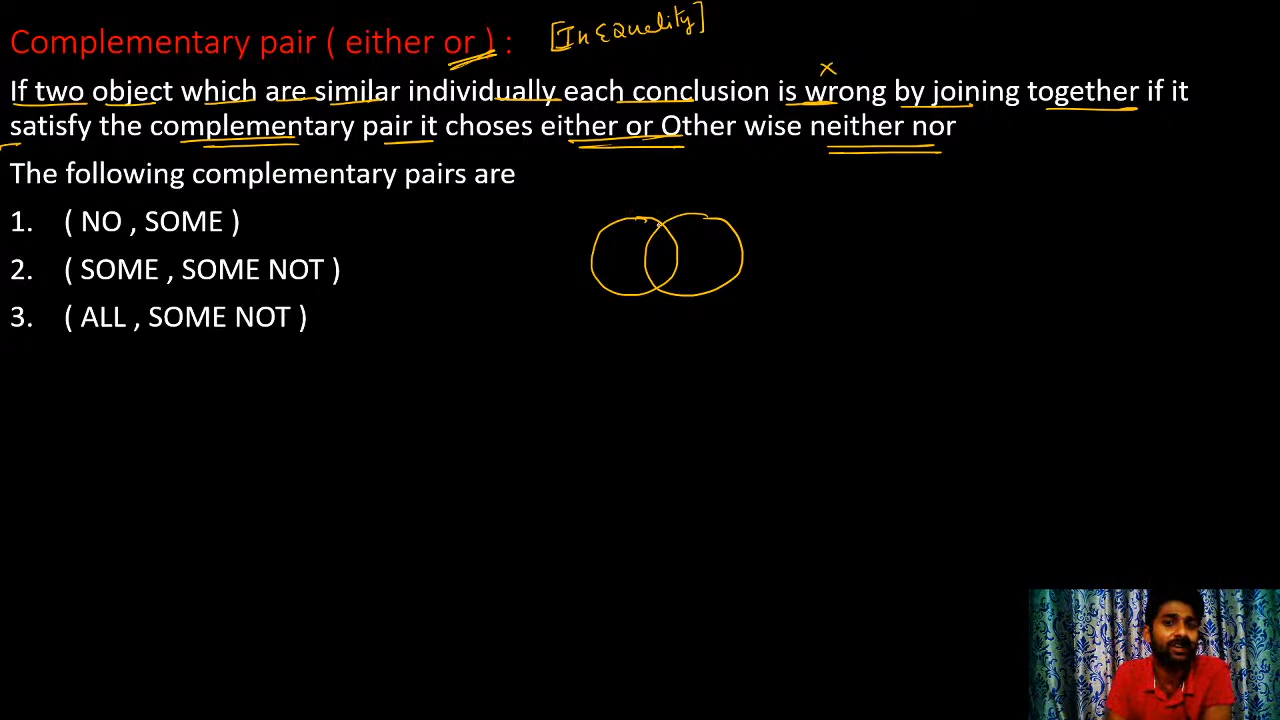 Complementary pair ( either or ) : [InEquality]
x
If two object which are similar individually each conclusion is wrong by joining together if it
satisfy the complementary pair it choses either or Other wise neither nor
The following complementary pairs are
1. ( NO , SOME )
2. ( SOME , SOME NOT )
3. ( ALL , SOME NOT )